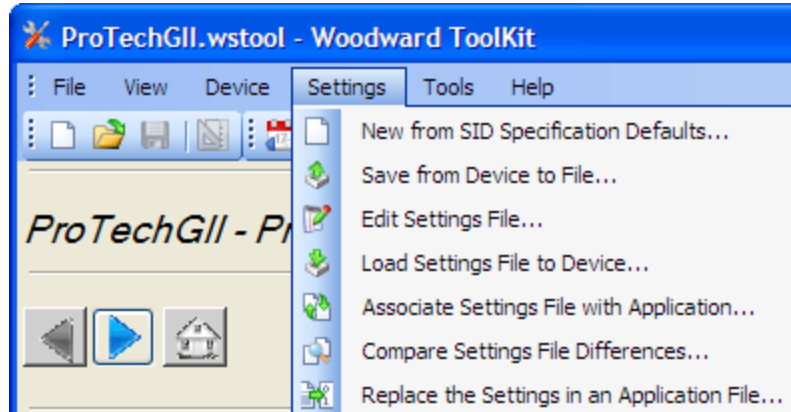 ProTechGII.wstool - Woodward ToolKit
File View Device Settings Tools Help
New from SID Specification Defaults...
Save from Device to File...
ProTechGII - Pr
Edit Settings File...
Load Settings File to Device...
Associate Settings File with Application...
Compare Settings File Differences...
Replace the Settings in an Application File...